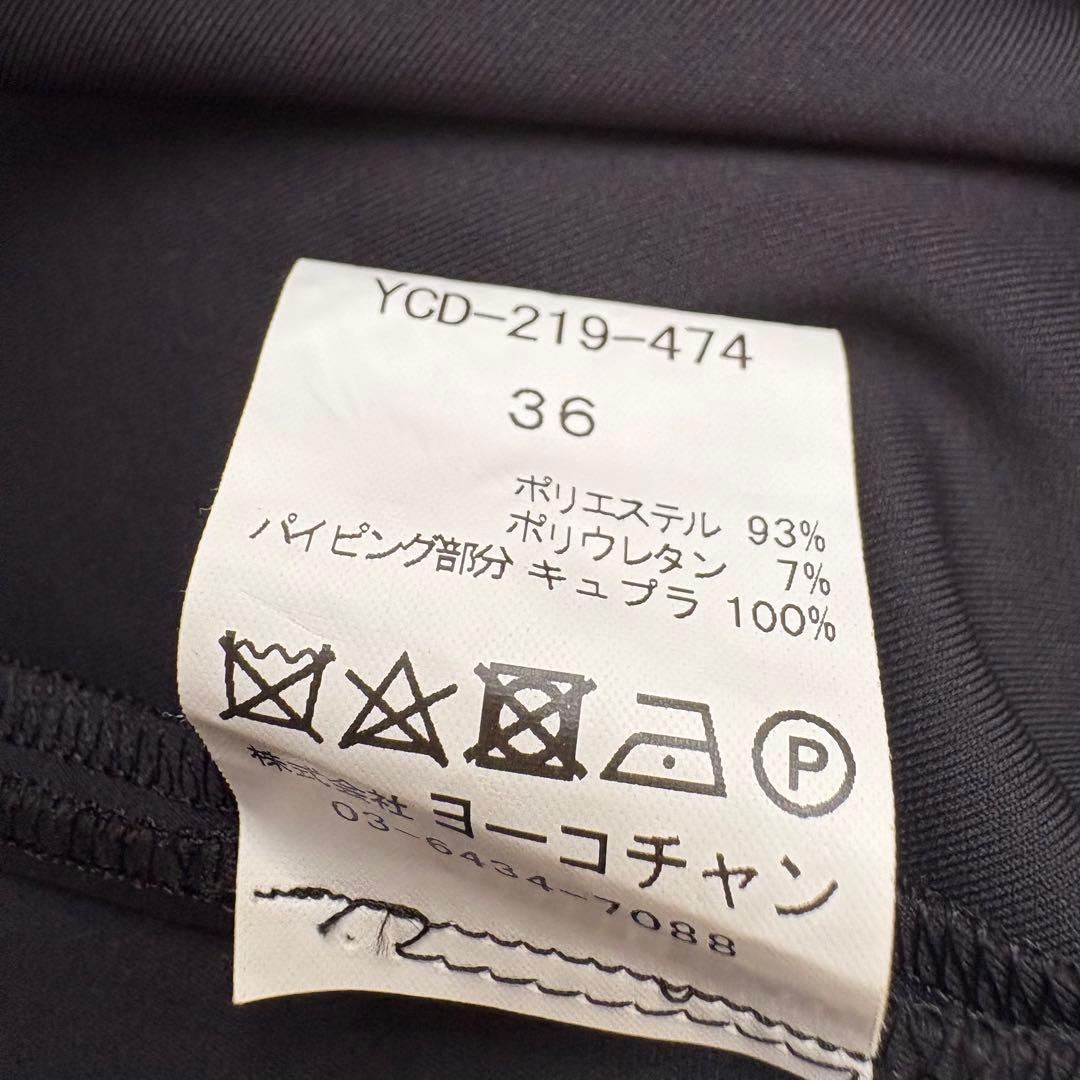 YCD-219-474
36
ポリエステル 93%
ポリウレタン 7%
パイピング部分 キュプラ 100%
P
株式会社 ヨーコチャン
03-6434-7088